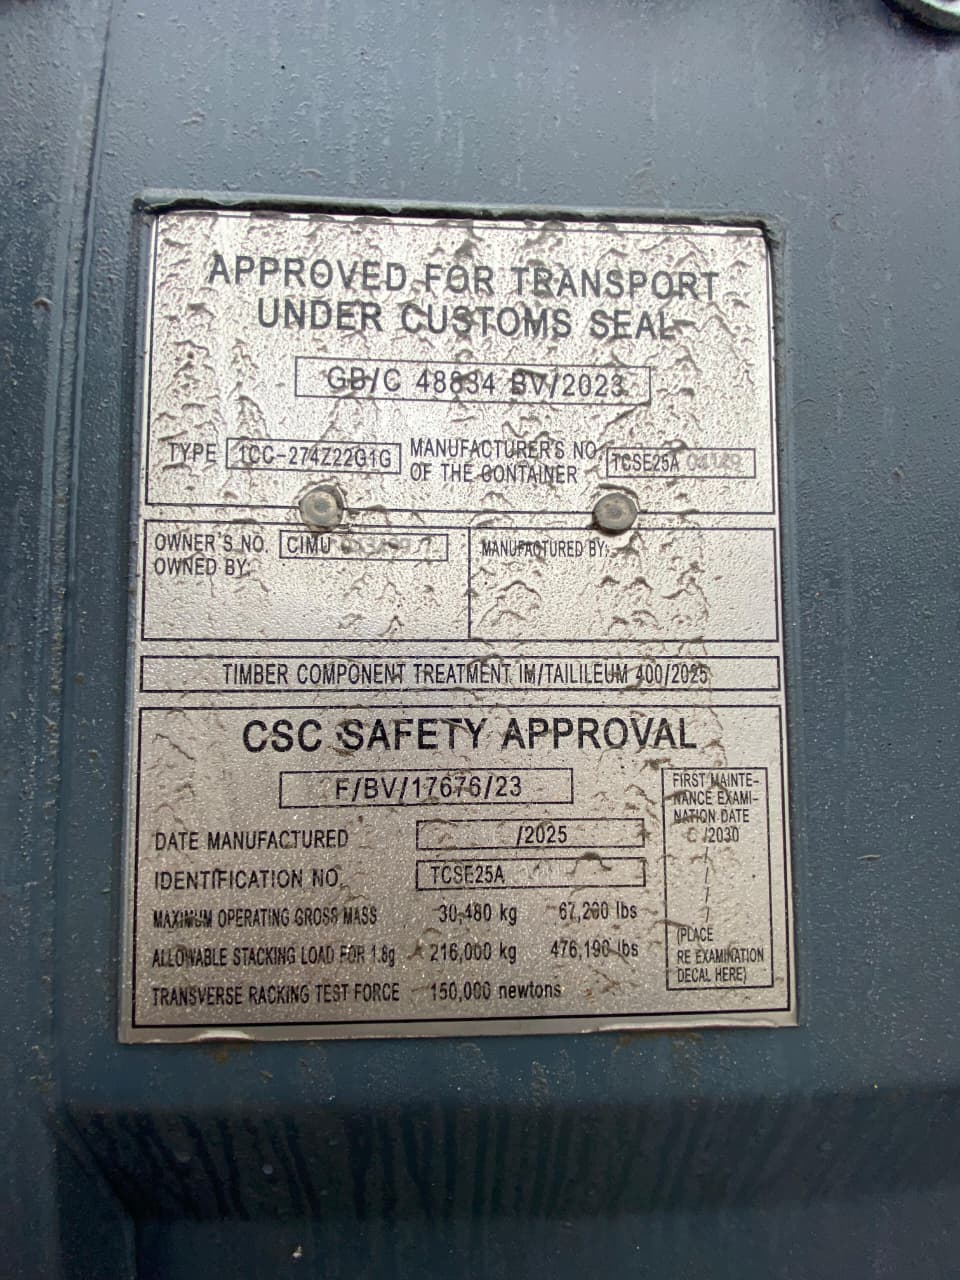 APPROVED FOR TRANSPORT
UNDER CUSTOMS SEAL
GB/C 48834 BV/2023
TYPE 1CC-274Z22G1G
MANUFACTURER'S NO.
OF THE CONTAINER
TCSE25A
OWNER'S NO. CIMU
OWNED BY:
MANUFACTURED BY:
TIMBER COMPONENT TREATMENT IM/TAILILEUM 400/2025
CSC SAFETY APPROVAL
F/BV/17676/23
DATE MANUFACTURED /2025
IDENTIFICATION NO. TCSE25A
MAXIMUM OPERATING GROSS MASS 30,480 kg 67,200 lbs
ALLOWABLE STACKING LOAD FOR 1.8g 216,000 kg 476,190 lbs
TRANSVERSE RACKING TEST FORCE 150,000 newtons
FIRST MAINTE-
NANCE EXAMI-
NATION DATE
/2030
/
/
/
/
(PLACE
RE EXAMINATION
DECAL HERE)